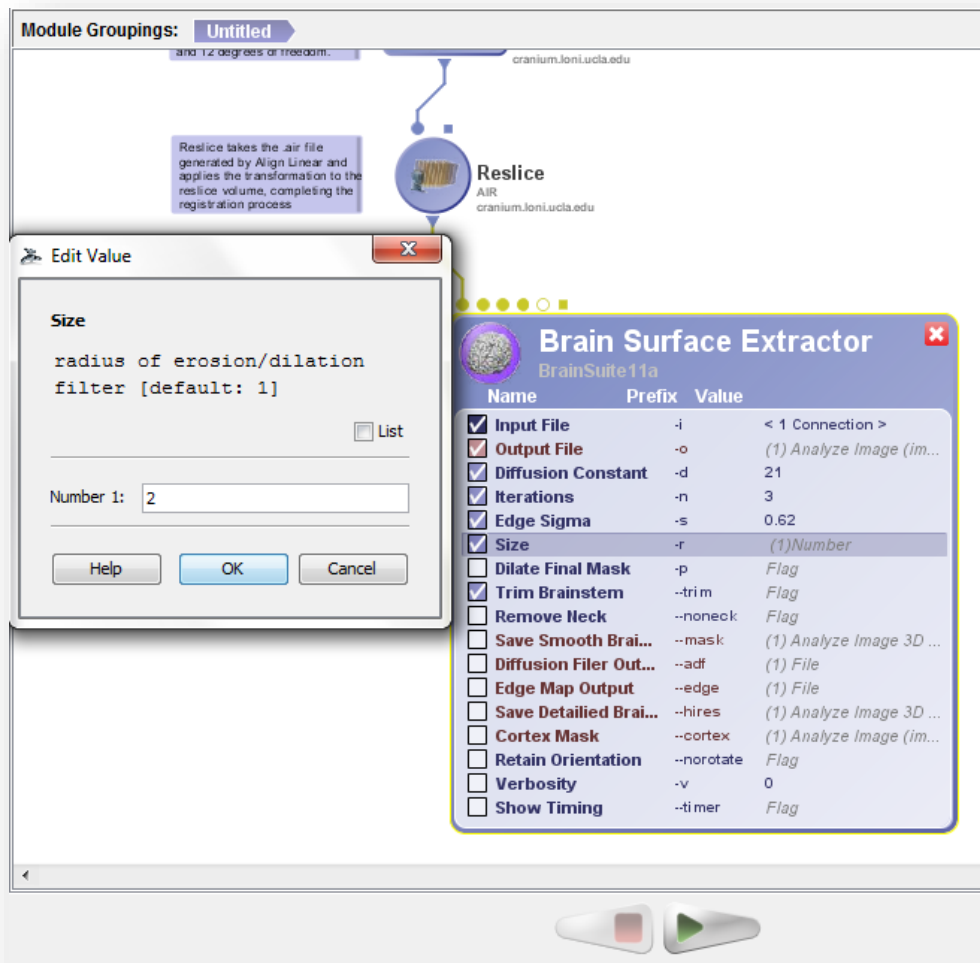 Module Groupings: Untitled
and 12 degrees of freedom.
cranium.loni.ucla.edu
Reslice takes the .air file
generated by Align Linear and
applies the transformation to the
reslice volume, completing the
registration process
Reslice
AIR
cranium.loni.ucla.edu
Edit Value
Size
radius of erosion/dilation
filter [default: 1]
List
Number 1: 2
Help OK Cancel
Brain Surface Extractor
BrainSuite11a
Name Prefix Value
Input File -i < 1 Connection >
Output File -o (1) Analyze Image (im...
Diffusion Constant -d 21
Iterations -n 3
Edge Sigma -s 0.62
Size -r (1)Number
Dilate Final Mask -p Flag
Trim Brainstem --trim Flag
Remove Neck --noneck Flag
Save Smooth Brai... --mask (1) Analyze Image 3D ...
Diffusion Filer Out... --adf (1) File
Edge Map Output --edge (1) File
Save Detailied Brai... --hires (1) Analyze Image 3D ...
Cortex Mask --cortex (1) Analyze Image (im...
Retain Orientation --norotate Flag
Verbosity -v 0
Show Timing --timer Flag